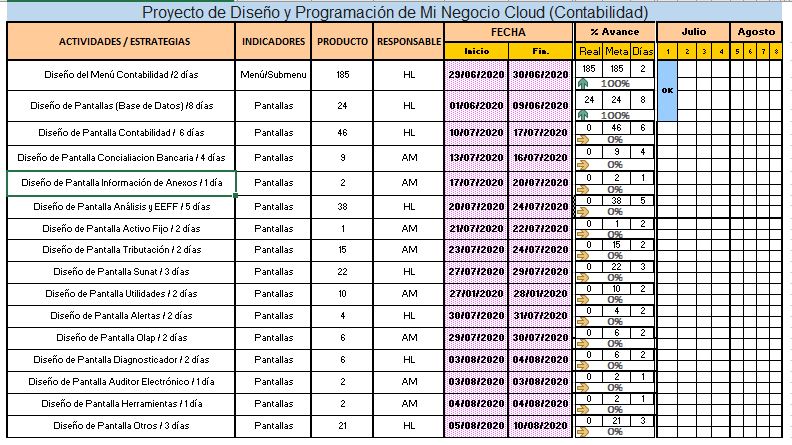 Proyecto de Diseño y Programación de Mi Negocio Cloud (Contabilidad)
ACTIVIDADES / ESTRATEGIAS INDICADORES PRODUCTO RESPONSABLE FECHA % Avance Julio Agosto
Inicio Fin. Real Meta Días 1 2 3 4 5 6 7 8
Diseño del Menú Contabilidad /2 días Menú/Submenu 185 HL 29/06/2020 30/06/2020 185 185 2
100%
OK
Diseño de Pantallas (Base de Datos) /8 días Pantallas 24 HL 01/06/2020 09/06/2020 24 24 8
100%
Diseño de Pantalla Contabilidad / 6 días Pantallas 46 HL 10/07/2020 17/07/2020 0 46 6
0%
Diseño de Pantalla Concialiacion Bancaria / 4 días Pantallas 9 AM 13/07/2020 16/07/2020 0 9 4
0%
Diseño de Pantalla Información de Anexos / 1 día Pantallas 2 AM 17/07/2020 20/07/2020 0 2 1
0%
Diseño de Pantalla Análisis y EEFF / 5 días Pantallas 38 HL 20/07/2020 24/07/2020 0 38 5
0%
Diseño de Pantalla Activo Fijo / 2 días Pantallas 1 AM 21/07/2020 22/07/2020 0 1 2
0%
Diseño de Pantalla Tributación / 2 días Pantallas 15 AM 23/07/2020 24/07/2020 0 15 2
0%
Diseño de Pantalla Sunat / 3 días Pantallas 22 HL 27/07/2020 29/07/2020 0 22 3
0%
Diseño de Pantalla Utilidades / 2 días Pantallas 10 AM 27/01/2020 28/01/2020 0 10 2
0%
Diseño de Pantalla Alertas / 2 días Pantallas 4 HL 30/07/2020 31/07/2020 0 4 2
0%
Diseño de Pantalla Olap / 2 días Pantallas 6 AM 29/07/2020 30/07/2020 0 6 2
0%
Diseño de Pantalla Diagnosticador / 2 días Pantallas 6 HL 03/08/2020 04/08/2020 0 6 2
0%
Diseño de Pantalla Auditor Electrónico / 1 día Pantallas 2 AM 03/08/2020 03/08/2020 0 2 1
0%
Diseño de Pantalla Herramientas / 1 día Pantallas 2 AM 04/08/2020 04/08/2020 0 2 1
0%
Diseño de Pantalla Otros / 3 días Pantallas 21 HL 05/08/2020 10/08/2020 0 21 3
0%